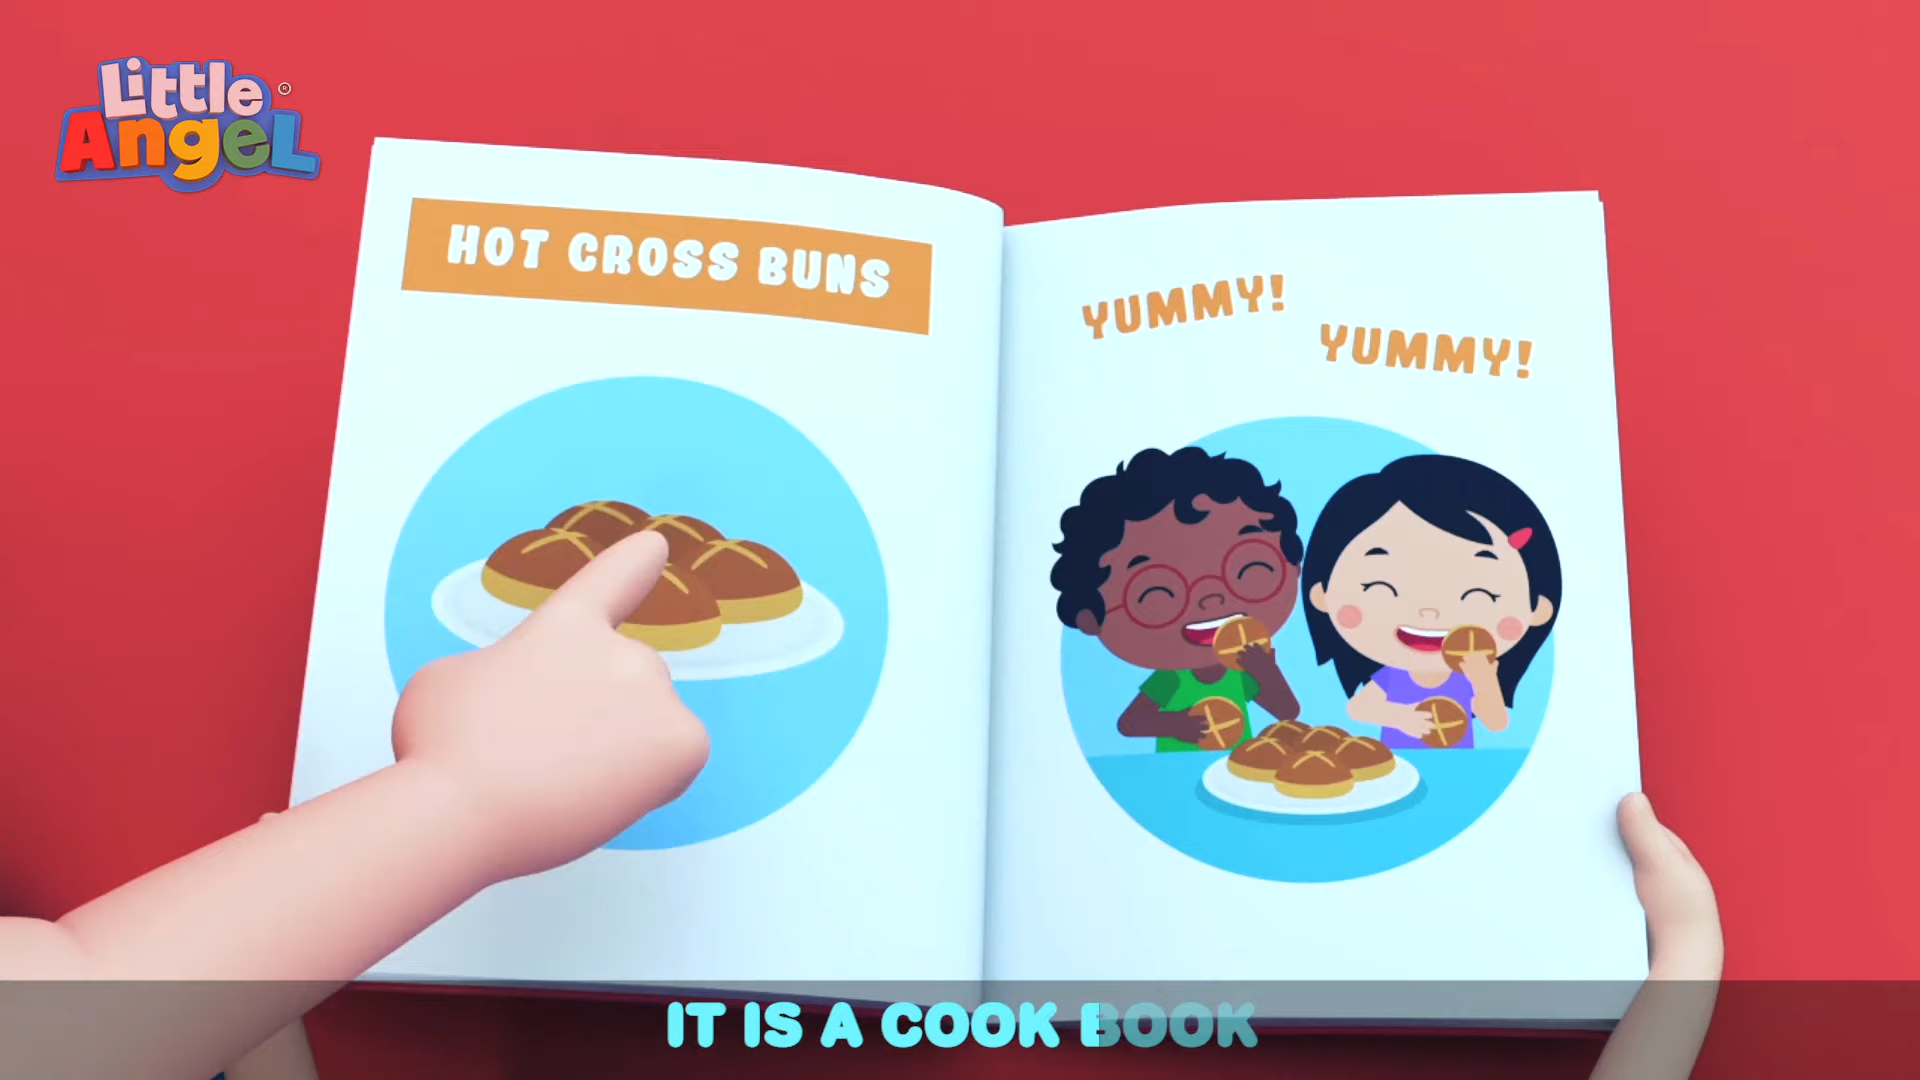 Little
Angel
®
HOT CROSS BUNS
YUMMY!
YUMMY!
IT IS A COOK BOOK